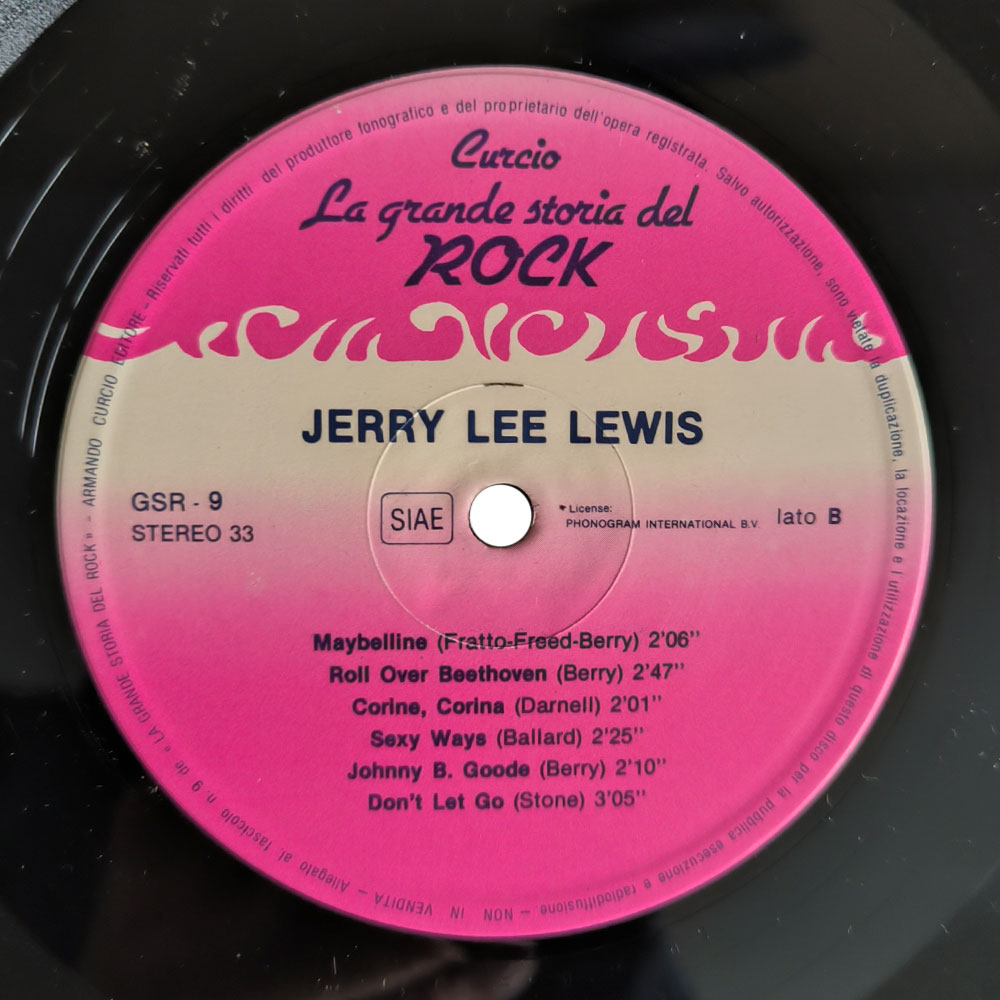 Riservati tutti i diritti del produttore fonografico e del proprietario dell'opera registrata. Salvo autorizzazione, sono vietate la duplicazione, la locazione e l'utilizzazione di questo disco per la pubblica esecuzione e radiodiffusione. — NON IN VENDITA — Allegato al fascicolo n. 9 de « LA GRANDE STORIA DEL ROCK » - ARMANDO CURCIO EDITORE -
Curcio
La grande storia del
ROCK
JERRY LEE LEWIS
GSR - 9
STEREO 33
SIAE
* License:
PHONOGRAM INTERNATIONAL B.V.
lato B
Maybelline (Fratto-Freed-Berry) 2'06"
Roll Over Beethoven (Berry) 2'47"
Corine, Corina (Darnell) 2'01"
Sexy Ways (Ballard) 2'25"
Johnny B. Goode (Berry) 2'10"
Don't Let Go (Stone) 3'05"